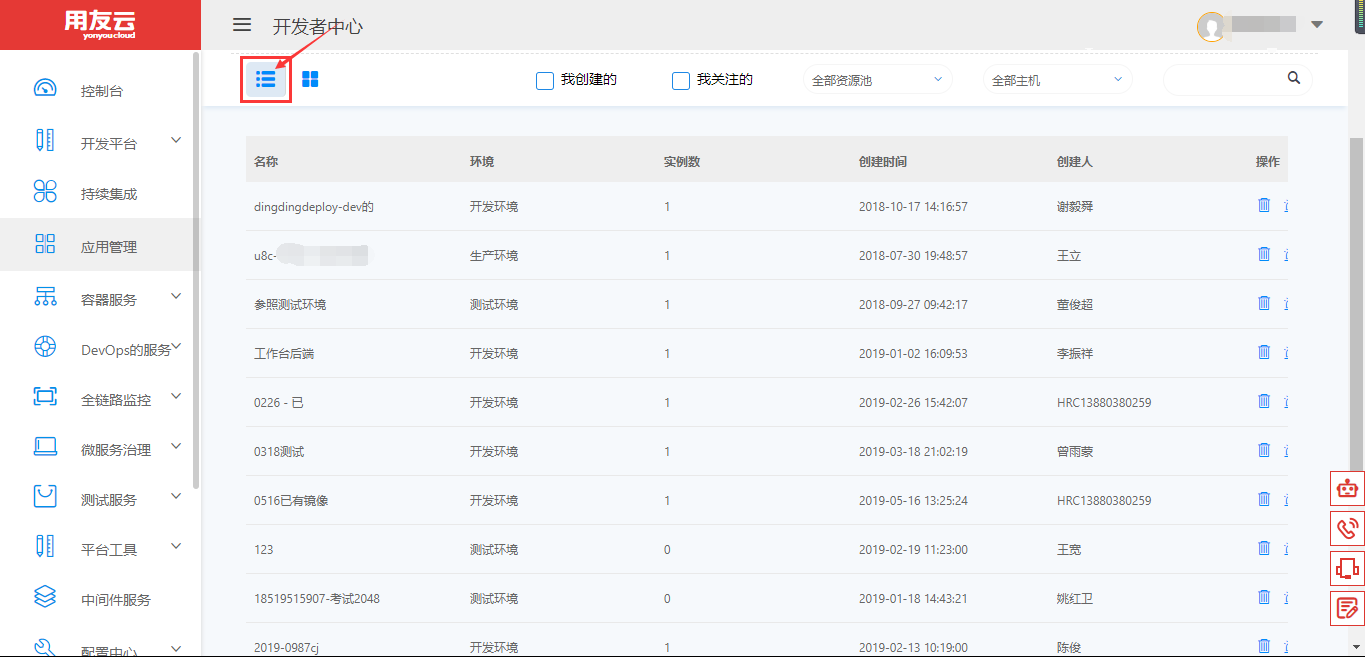 用友云
yonyoucloud
开发者中心
控制台
开发平台
持续集成
应用管理
容器服务
DevOps的服务
全链路监控
微服务治理
测试服务
平台工具
中间件服务
配置中心
我创建的 我关注的 全部资源池 全部主机
名称 环境 实例数 创建时间 创建人 操作
dingdingdeploy-dev的 开发环境 1 2018-10-17 14:16:57 谢毅舜
u8c- 生产环境 1 2018-07-30 19:48:57 王立
参照测试环境 测试环境 1 2018-09-27 09:42:17 董俊超
工作台后端 开发环境 1 2019-01-02 16:09:53 李振祥
0226 - 已 开发环境 1 2019-02-26 15:42:07 HRC13880380259
0318测试 开发环境 1 2019-03-18 21:02:19 曾雨蒙
0516已有镜像 开发环境 1 2019-05-16 13:25:24 HRC13880380259
123 测试环境 0 2019-02-19 11:23:00 王宽
18519515907-考试2048 测试环境 0 2019-01-18 14:43:21 姚红卫
2019-0987cj 开发环境 1 2019-02-13 10:19:00 陈俊